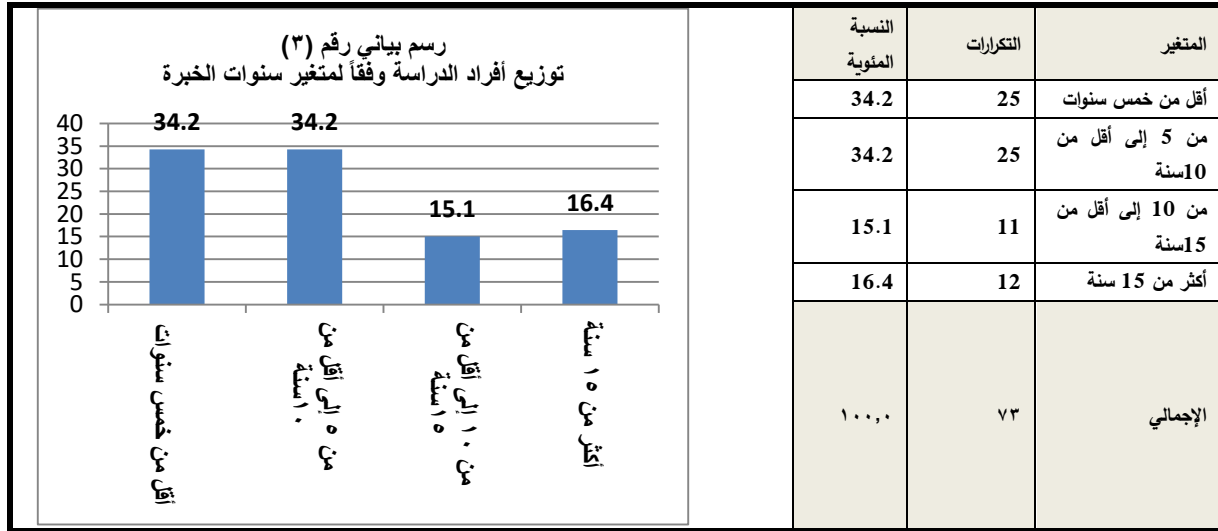 المتغير التكرارات النسبة المئوية
أقل من خمس سنوات 25 34.2
من 5 إلى أقل من
10سنة 25 34.2
من 10 إلى أقل من
15سنة 11 15.1
أكثر من 15 سنة 12 16.4
الإجمالي ٧٣ ١٠٠,٠
رسم بياني رقم (٣)
توزيع أفراد الدراسة وفقاً لمتغير سنوات الخبرة
40
35
30
25
20
15
10
5
0
34.2
34.2
15.1
16.4
أقل من خمس سنوات
من ٥ إلى أقل من
١٠سنة
من ١٠ إلى أقل من
١٥سنة
أكثر من ١٥ سنة